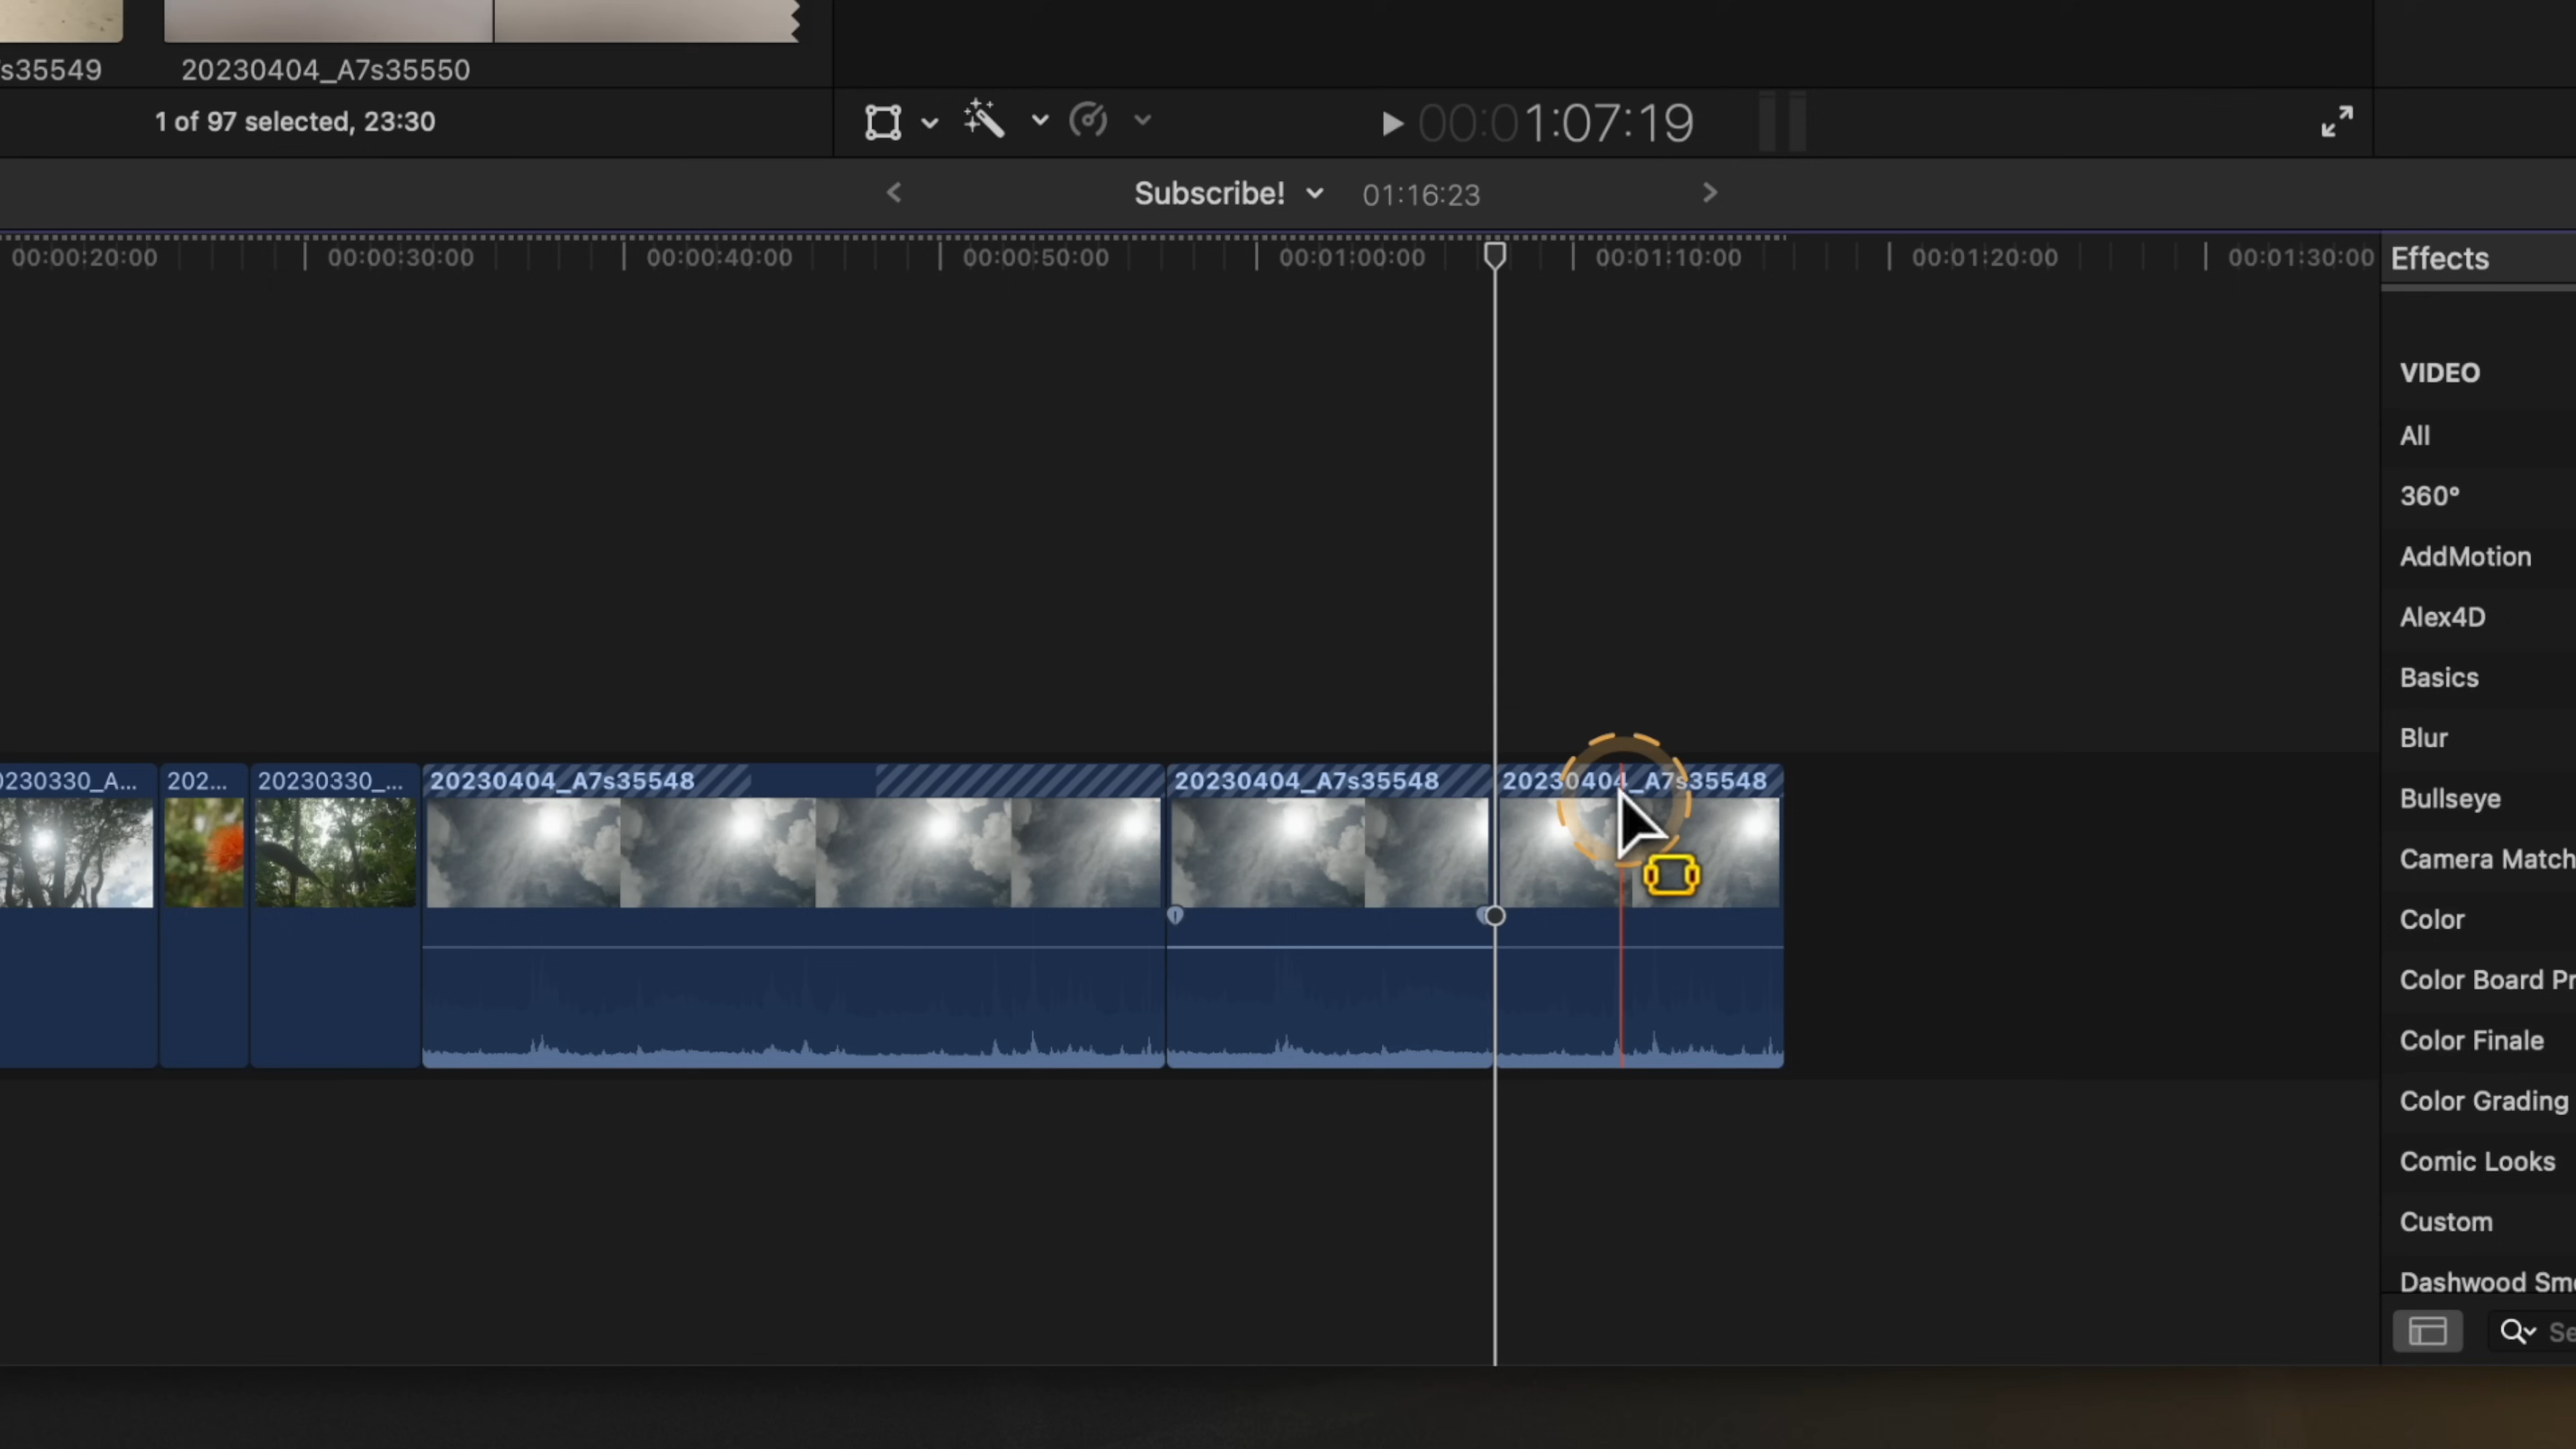 s35549
20230404_A7s35550
1 of 97 selected, 23:30
00:01:07:19
Subscribe!
01:16:23
00:00:20:00
00:00:30:00
00:00:40:00
00:00:50:00
00:01:00:00
00:01:10:00
00:01:20:00
00:01:30:00
Effects
VIDEO
All
360°
AddMotion
Alex4D
Basics
Blur
Bullseye
Camera Match
Color
Color Board Pr
Color Finale
Color Grading
Comic Looks
Custom
Dashwood Smo
0230330_A...
202...
20230330_...
20230404_A7s35548
20230404_A7s35548
20230404_A7s35548
Se